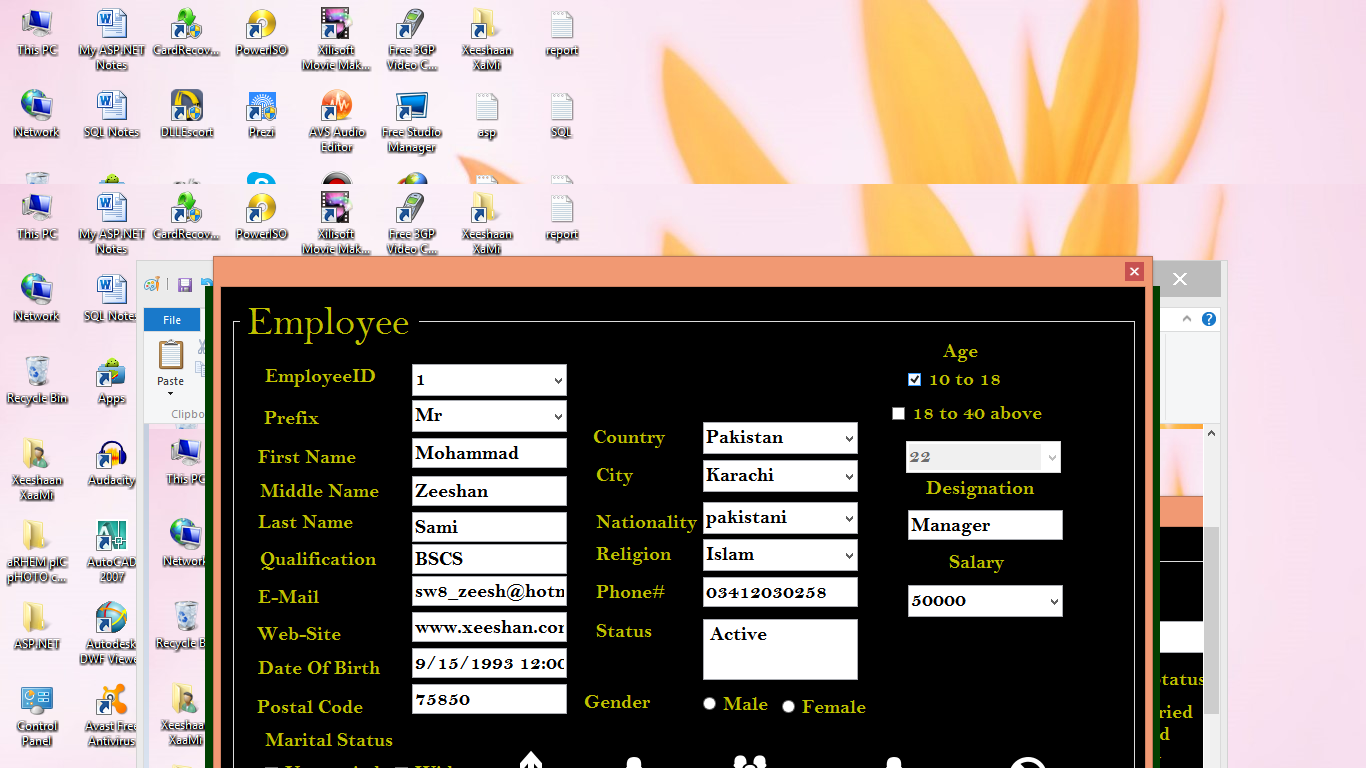 This PC
My ASP.NET Notes
CardRecov...
PowerISO
Xilisoft Movie Mak...
Free 3GP Video C...
Xeeshaan XaMi
report
Network
SQL Notes
DLLEscort
Prezi
AVS Audio Editor
Free Studio Manager
asp
SQL
This PC
My ASP.NET Notes
CardRecov...
PowerISO
Xilisoft Movie Mak...
Free 3GP Video C...
Xeeshaan XaMi
report
Network
SQL Notes
Recycle Bin
Apps
Xeeshaan XaaMi
Audacity
aRHEM pIC pHOTO c...
AutoCAD 2007
ASP.NET
Autodesk DWF Viewe
Control Panel
Avast Free Antivirus
File
Paste
Clipbo
This PC
Network
Recycle B
Xeeshaa XaaMi
Employee
EmployeeID 1
Prefix Mr
First Name Mohammad
Middle Name Zeeshan
Last Name Sami
Qualification BSCS
E-Mail sw8_zeesh@hotn
Web-Site www.xeeshan.cor
Date Of Birth 9/15/1993 12:00
Postal Code 75850
Marital Status
Country Pakistan
City Karachi
Nationality pakistani
Religion Islam
Phone# 03412030258
Status Active
Gender Male Female
Age
10 to 18
18 to 40 above
22
Designation
Manager
Salary
50000
tatus
ried
d